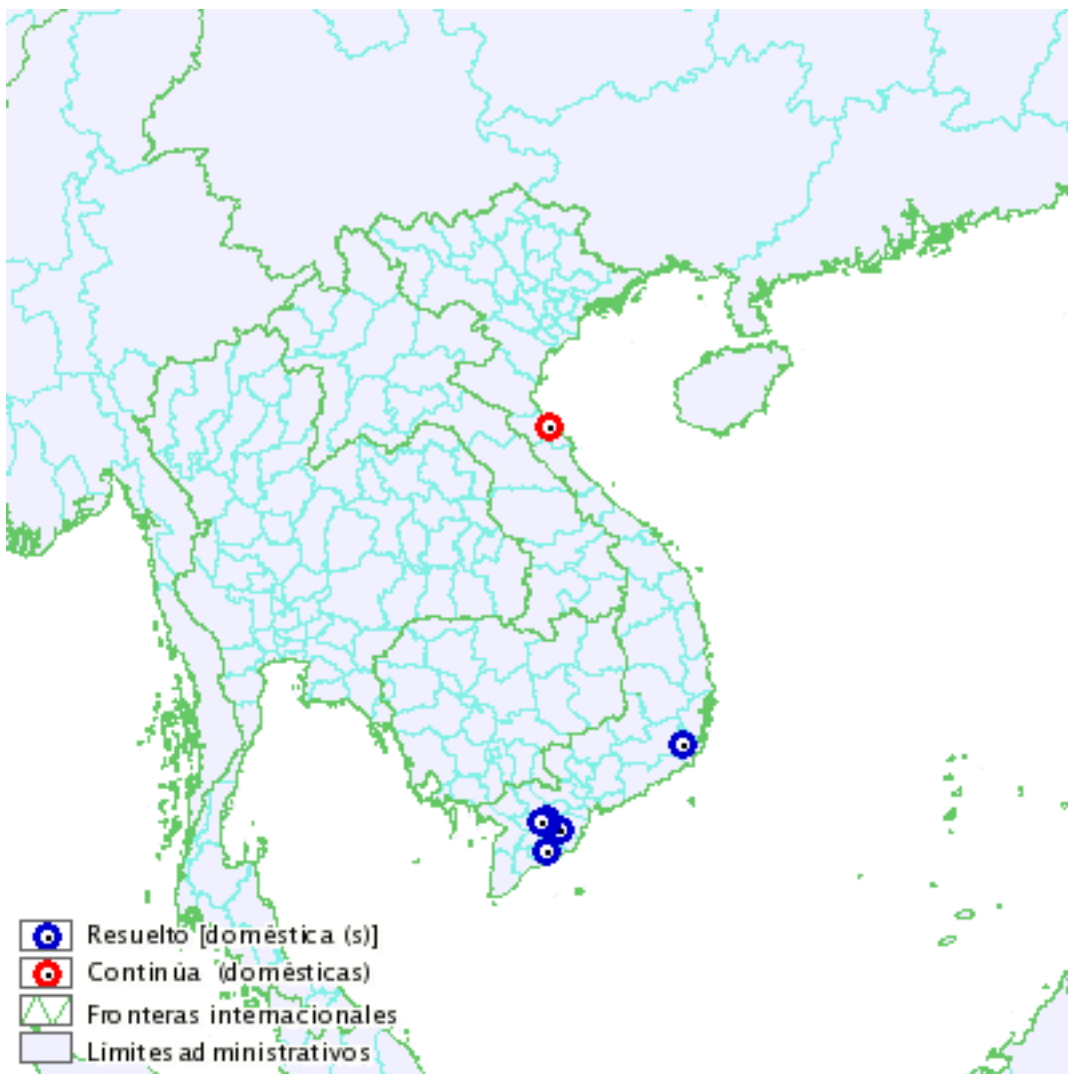 Resuelto [doméstica (s)]
Continúa (domésticas)
Fronteras internacionales
Límites administrativos